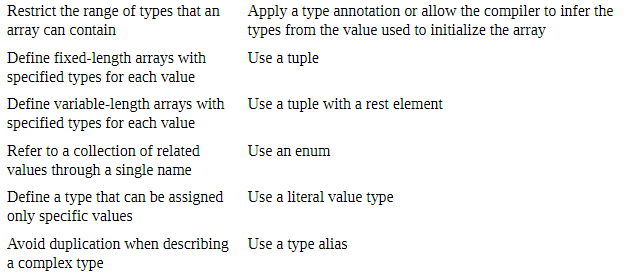 Restrict the range of types that an
array can contain
Apply a type annotation or allow the compiler to infer the
types from the value used to initialize the array
Define fixed-length arrays with
specified types for each value
Use a tuple
Define variable-length arrays with
specified types for each value
Use a tuple with a rest element
Refer to a collection of related
values through a single name
Use an enum
Define a type that can be assigned
only specific values
Use a literal value type
Avoid duplication when describing
a complex type
Use a type alias